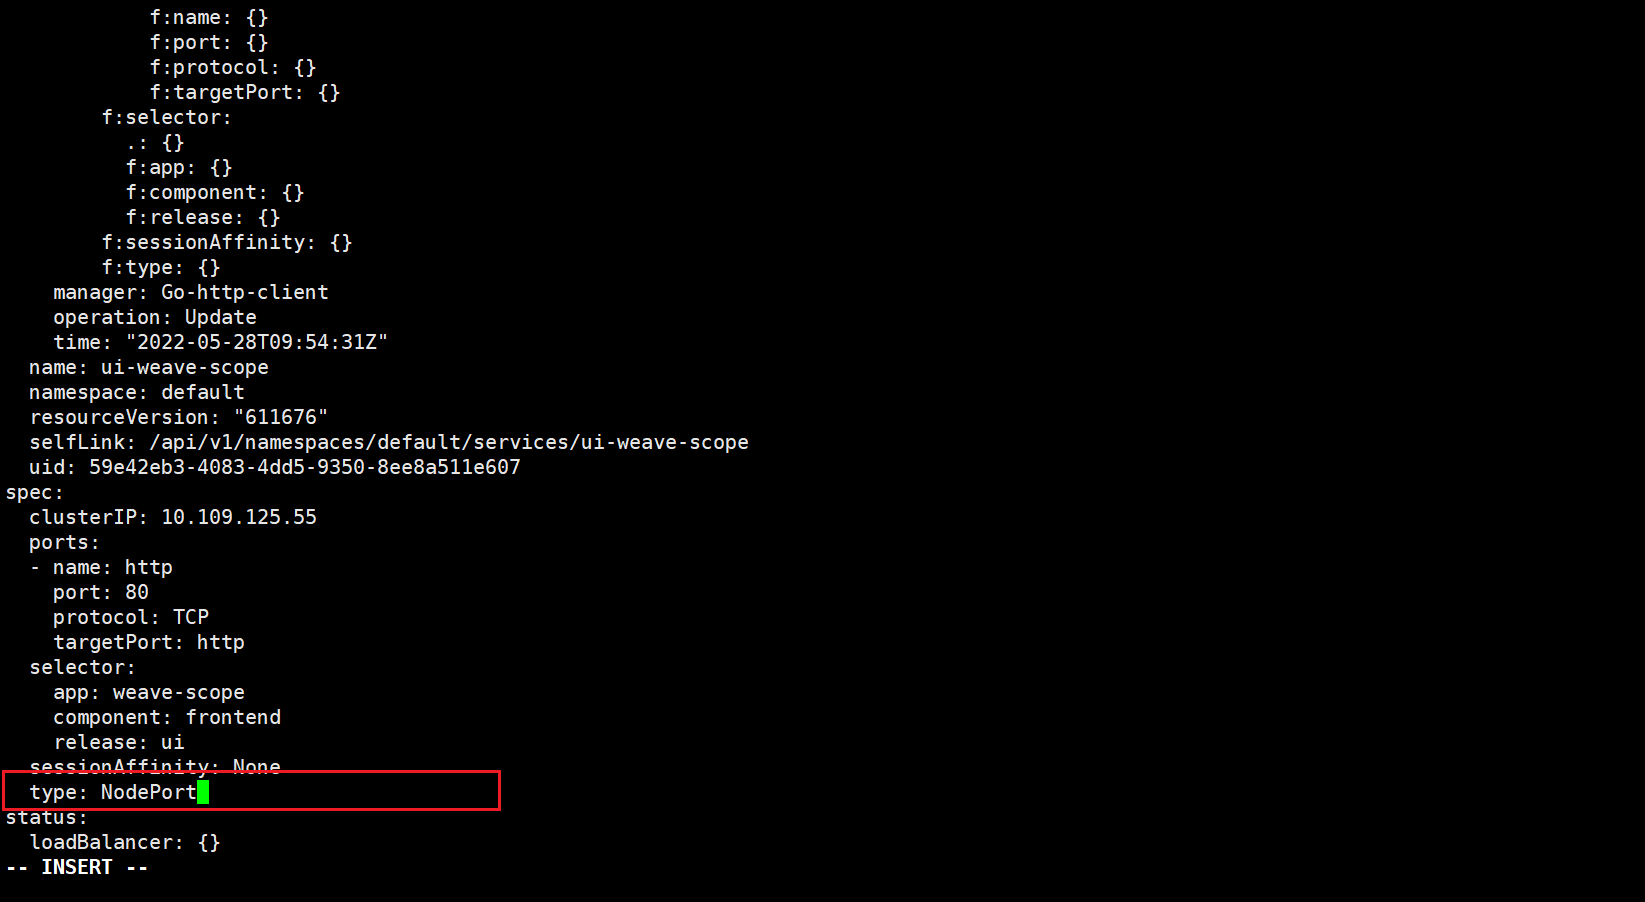 f:name: {}
            f:port: {}
            f:protocol: {}
            f:targetPort: {}
        f:selector:
          .: {}
          f:app: {}
          f:component: {}
          f:release: {}
        f:sessionAffinity: {}
        f:type: {}
    manager: Go-http-client
    operation: Update
    time: "2022-05-28T09:54:31Z"
  name: ui-weave-scope
  namespace: default
  resourceVersion: "611676"
  selfLink: /api/v1/namespaces/default/services/ui-weave-scope
  uid: 59e42eb3-4083-4dd5-9350-8ee8a511e607
spec:
  clusterIP: 10.109.125.55
  ports:
  - name: http
    port: 80
    protocol: TCP
    targetPort: http
  selector:
    app: weave-scope
    component: frontend
    release: ui
  sessionAffinity: None
  type: NodePort
status:
  loadBalancer: {}
-- INSERT --